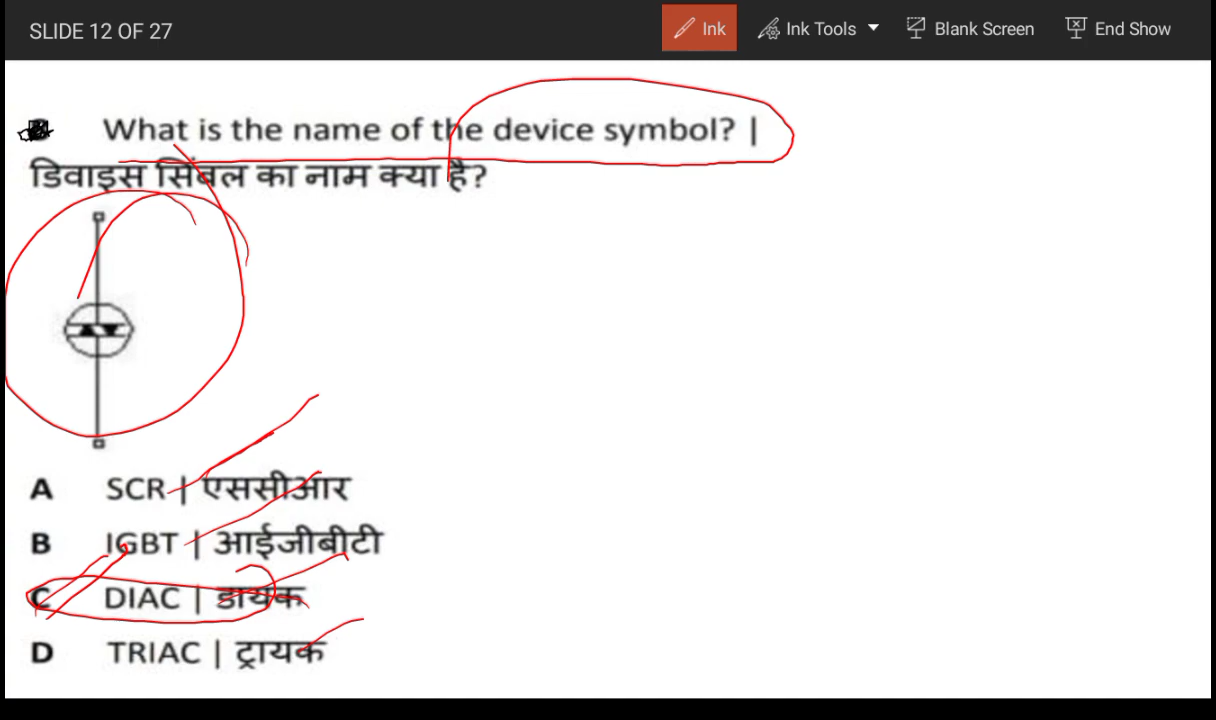 SLIDE 12 OF 27
Ink
Ink Tools
Blank Screen
End Show
What is the name of the device symbol? |
डिवाइस सिंबल का नाम क्या है?
A SCR | एससीआर
B IGBT | आईजीबीटी
C DIAC | डायक
D TRIAC | ट्रायक